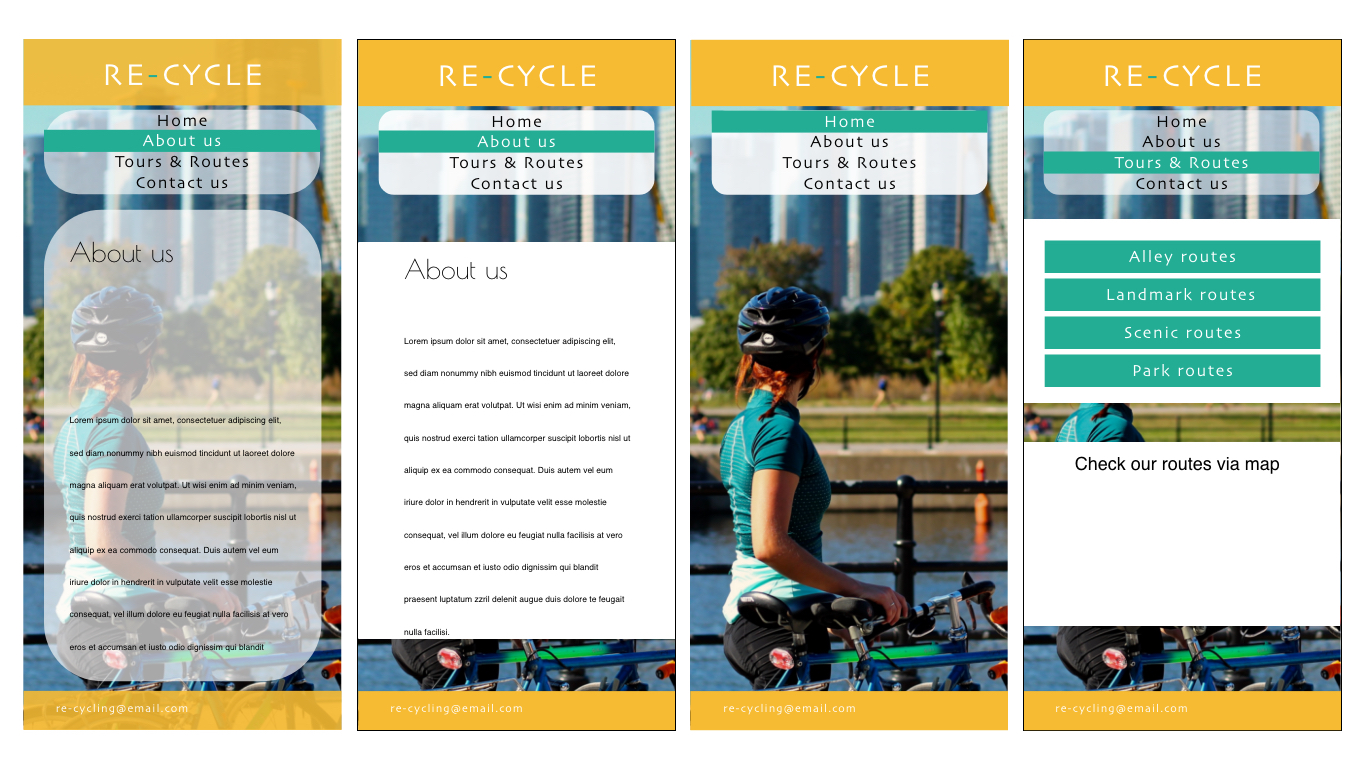 RE-CYCLE
Home
About us
Tours & Routes
Contact us
About us
Lorem ipsum dolor sit amet, consectetuer adipiscing elit,
sed diam nonummy nibh euismod tincidunt ut laoreet dolore
magna aliquam erat volutpat. Ut wisi enim ad minim veniam,
quis nostrud exerci tation ullamcorper suscipit lobortis nisl ut
aliquip ex ea commodo consequat. Duis autem vel eum
iriure dolor in hendrerit in vulputate velit esse molestie
consequat, vel illum dolore eu feugiat nulla facilisis at vero
eros et accumsan et iusto odio dignissim qui blandit
re-cycling@email.com
RE-CYCLE
Home
About us
Tours & Routes
Contact us
About us
Lorem ipsum dolor sit amet, consectetuer adipiscing elit,
sed diam nonummy nibh euismod tincidunt ut laoreet dolore
magna aliquam erat volutpat. Ut wisi enim ad minim veniam,
quis nostrud exerci tation ullamcorper suscipit lobortis nisl ut
aliquip ex ea commodo consequat. Duis autem vel eum
iriure dolor in hendrerit in vulputate velit esse molestie
consequat, vel illum dolore eu feugiat nulla facilisis at vero
eros et accumsan et iusto odio dignissim qui blandit
praesent luptatum zzril delenit augue duis dolore te feugait
nulla facilisi.
re-cycling@email.com
RE-CYCLE
Home
About us
Tours & Routes
Contact us
re-cycling@email.com
RE-CYCLE
Home
About us
Tours & Routes
Contact us
Alley routes
Landmark routes
Scenic routes
Park routes
Check our routes via map
re-cycling@email.com